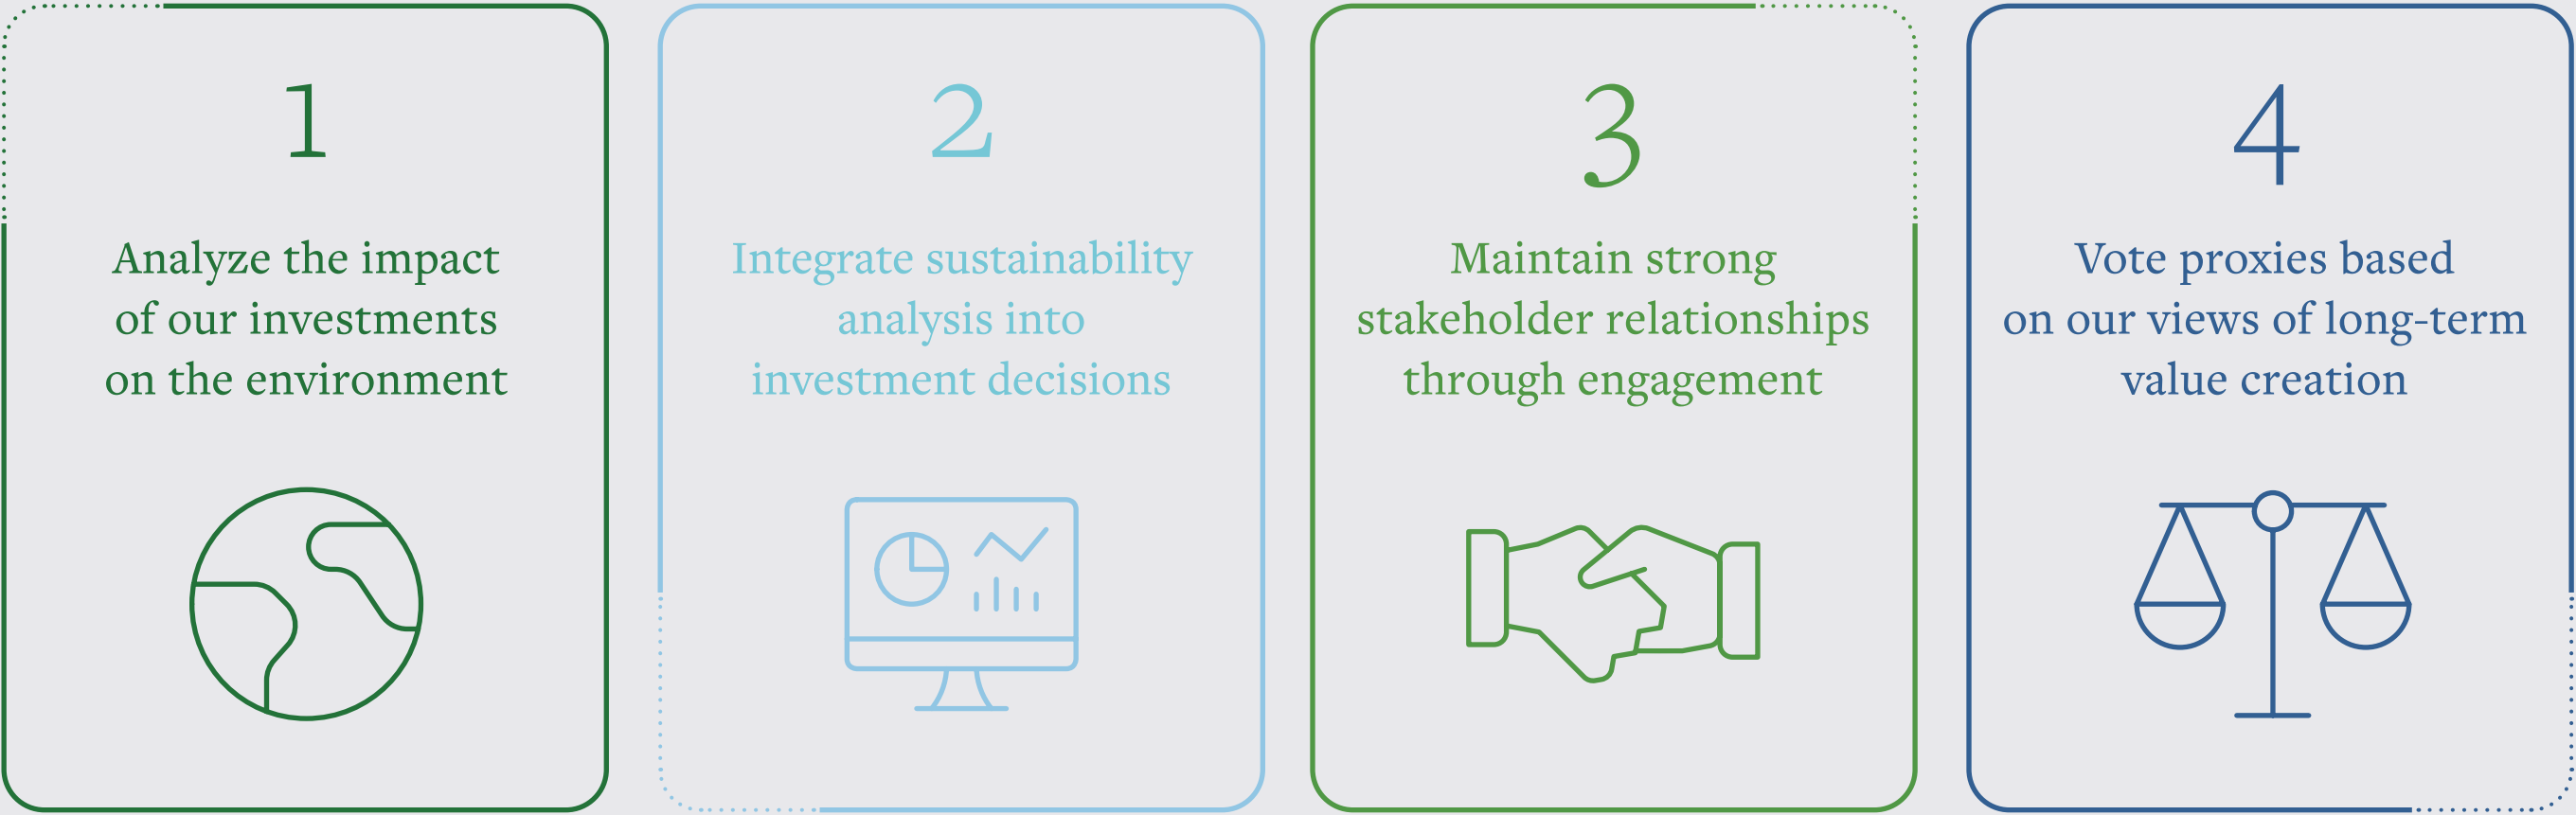 1
Analyze the impact
of our investments
on the environment
2
Integrate sustainability
analysis into
investment decisions
3
Maintain strong
stakeholder relationships
through engagement
4
Vote proxies based
on our views of long-term
value creation